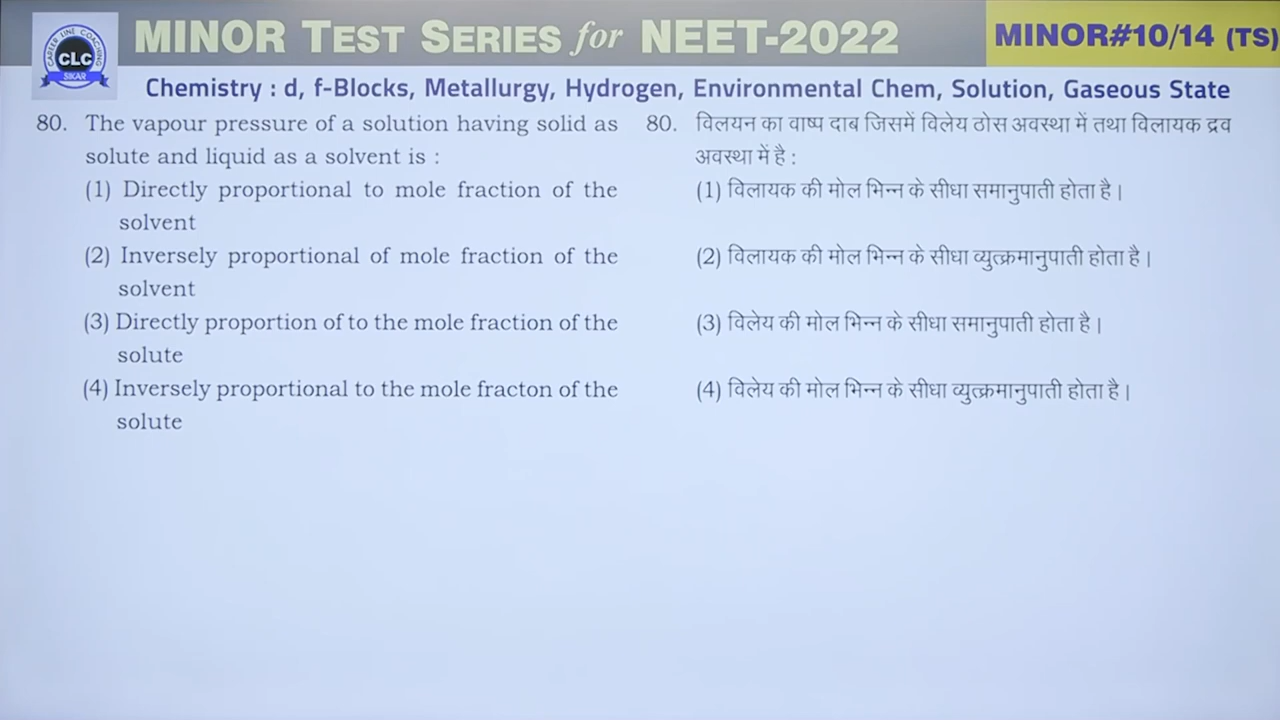 CAREER LINE COACHING
CLC
SIKAR
MINOR TEST SERIES for NEET-2022
MINOR#10/14 (TS)
Chemistry : d, f-Blocks, Metallurgy, Hydrogen, Environmental Chem, Solution, Gaseous State
80. The vapour pressure of a solution having solid as
solute and liquid as a solvent is :
(1) Directly proportional to mole fraction of the
solvent
(2) Inversely proportional of mole fraction of the
solvent
(3) Directly proportion of to the mole fraction of the
solute
(4) Inversely proportional to the mole fracton of the
solute
80. विलयन का वाष्प दाब जिसमें विलेय ठोस अवस्था में तथा विलायक द्रव
अवस्था में है :
(1) विलायक की मोल भिन्न के सीधा समानुपाती होता है।
(2) विलायक की मोल भिन्न के सीधा व्युत्क्रमानुपाती होता है।
(3) विलेय की मोल भिन्न के सीधा समानुपाती होता है।
(4) विलेय की मोल भिन्न के सीधा व्युत्क्रमानुपाती होता है।